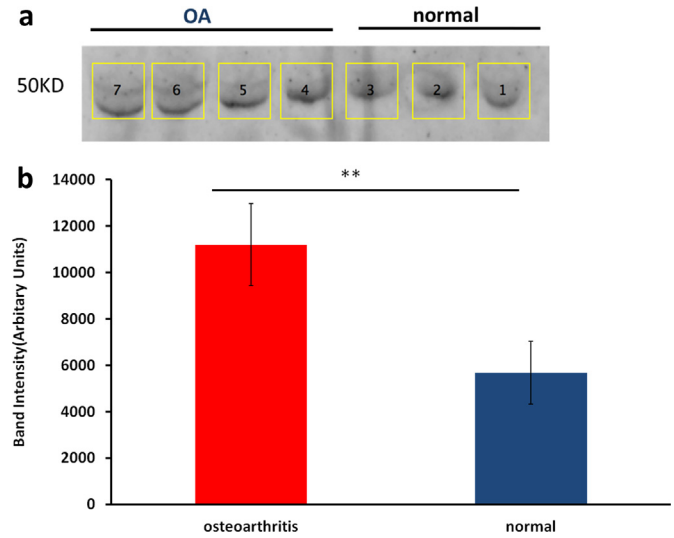 a OA normal
50KD 7 6 5 4 3 2 1
b
**
14000
12000
10000
8000
6000
4000
2000
0
Band Intensity(Arbitary Units)
osteoarthritis normal